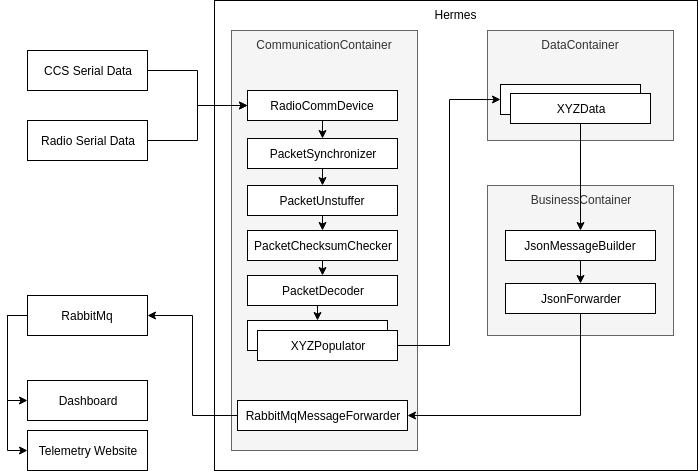 Hermes
CommunicationContainer
DataContainer
CCS Serial Data
Radio Serial Data
RadioCommDevice
PacketSynchronizer
PacketUnstuffer
PacketChecksumChecker
PacketDecoder
XYZPopulator
RabbitMqMessageForwarder
XYZData
BusinessContainer
JsonMessageBuilder
JsonForwarder
RabbitMq
Dashboard
Telemetry Website